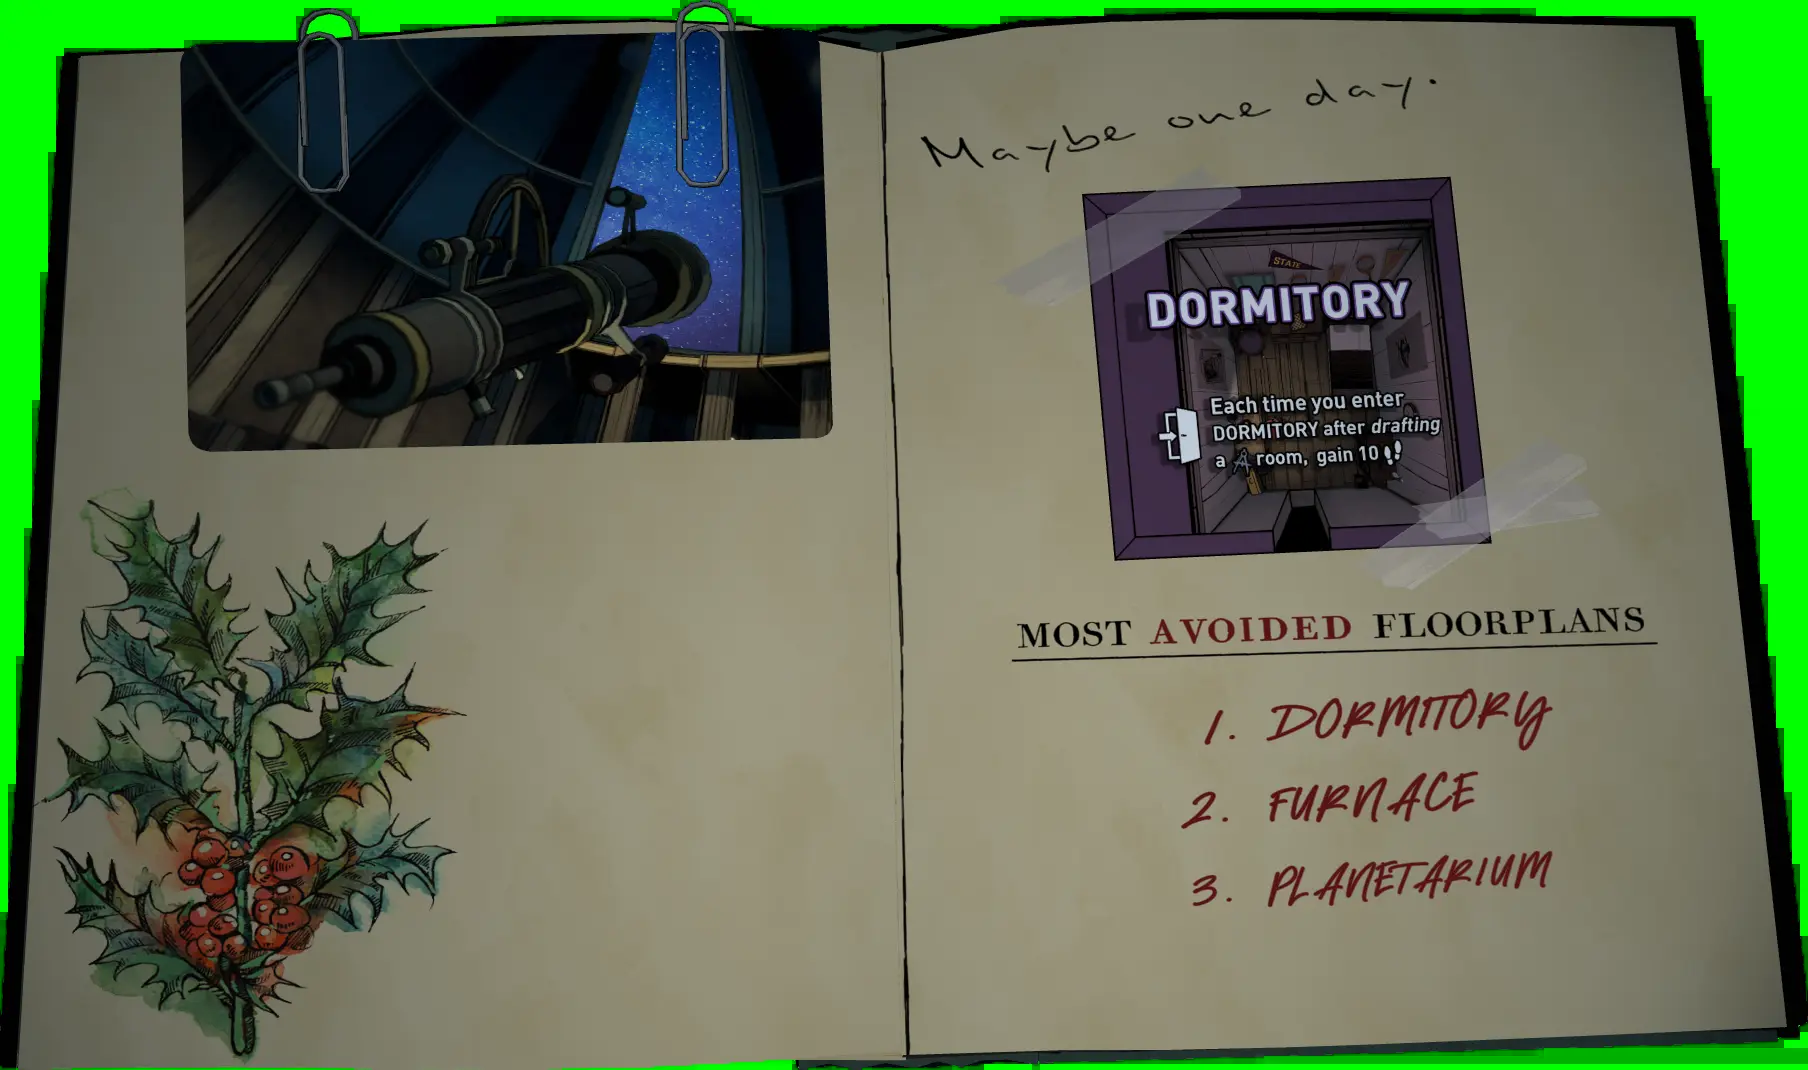 Maybe one day.
STATE
DORMITORY
Each time you enter
DORMITORY after drafting
a room, gain 10
MOST AVOIDED FLOORPLANS
1. DORMITORY
2. FURNACE
3. PLANETARIUM